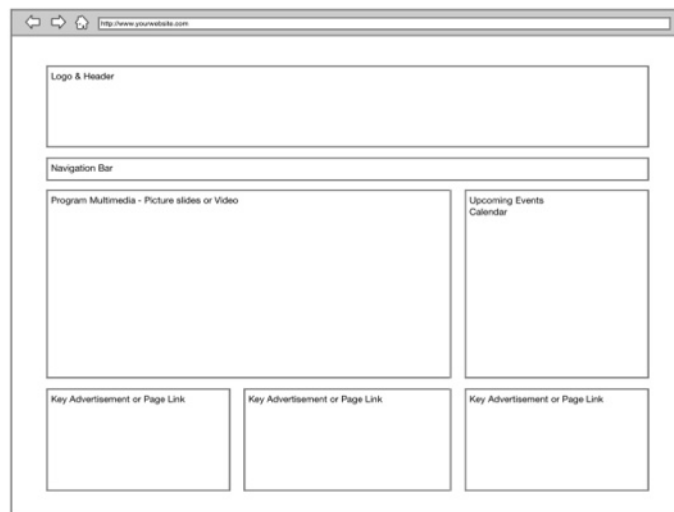 http://www.yourwebsite.com
Logo & Header
Navigation Bar
Program Multimedia - Picture slides or Video
Upcoming Events
Calendar
Key Advertisement or Page Link
Key Advertisement or Page Link
Key Advertisement or Page Link